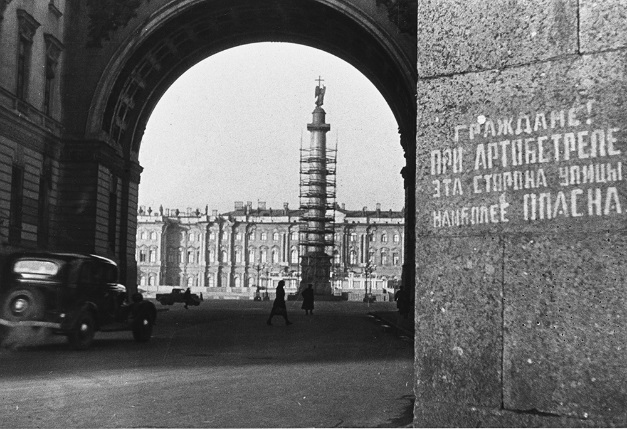 ГРАЖДАНЕ!
ПРИ АРТОБСТРЕЛЕ
ЭТА СТОРОНА УЛИЦЫ
НАИБОЛЕЕ ОПАСНА